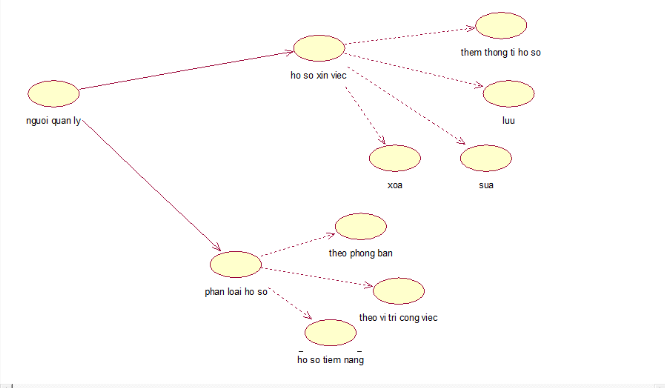 them thong ti ho so
ho so xin viec
nguoi quan ly
luu
xoa
sua
theo phong ban
phan loai ho so
theo vi tri cong viec
ho so tiem nang